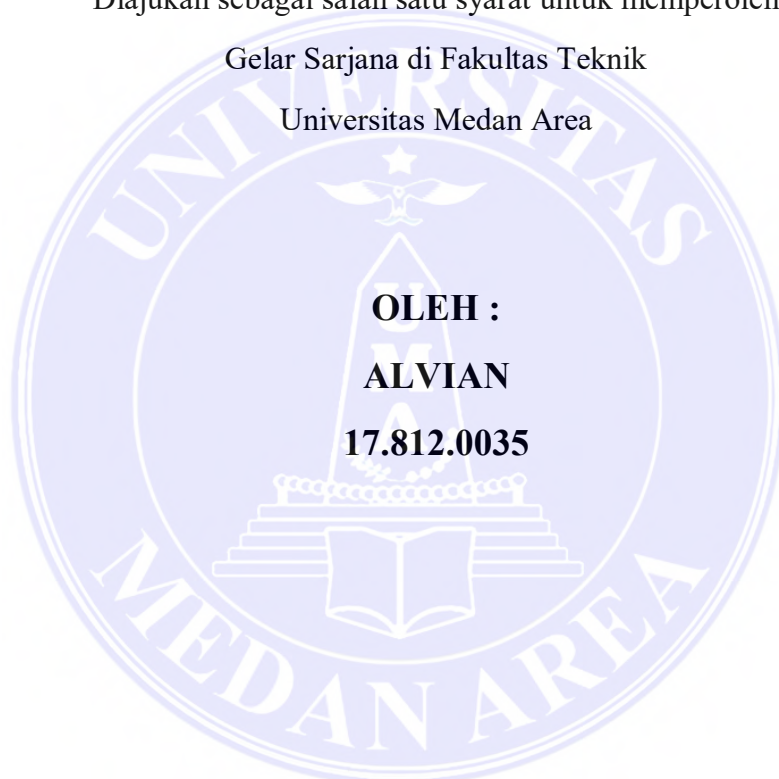 Diajukan sebagai salah satu syarat untuk memperoleh
Gelar Sarjana di Fakultas Teknik
Universitas Medan Area
UNIVERSITAS
UMA
OLEH :
ALVIAN
17.812.0035
MEDAN AREA